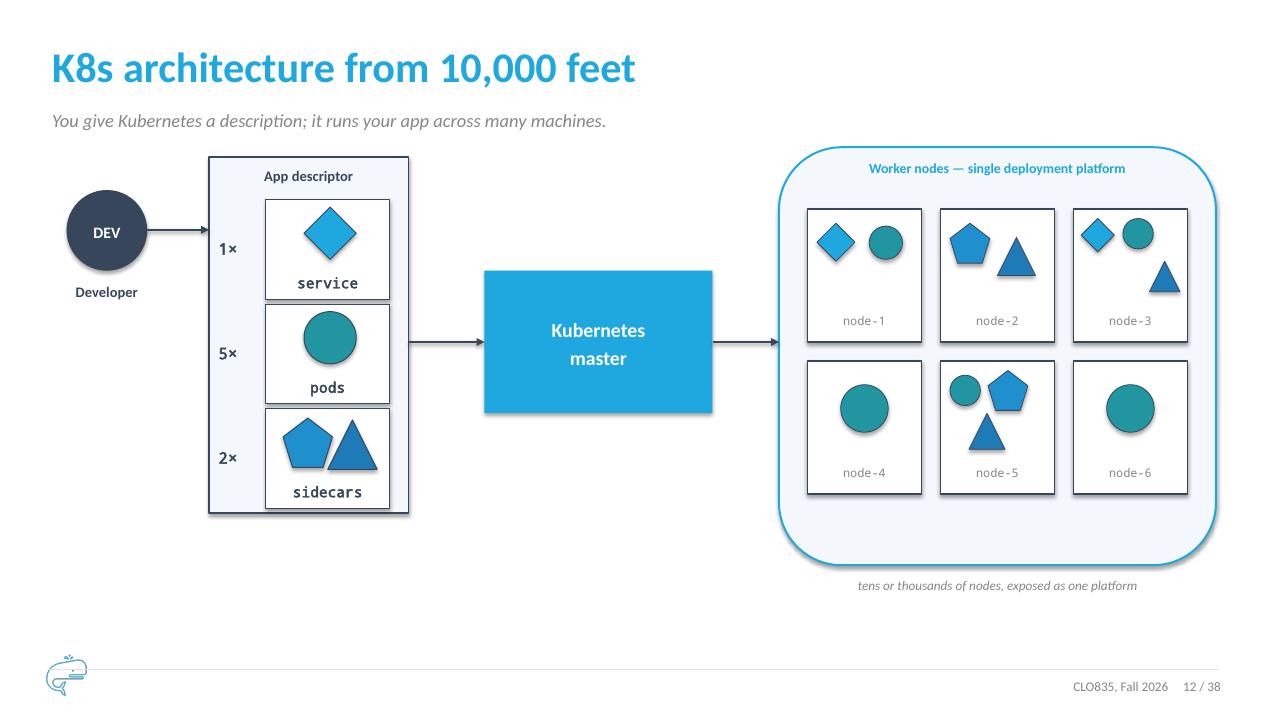 K8s architecture from 10,000 feet
You give Kubernetes a description; it runs your app across many machines.
DEV
Developer
App descriptor
1×
service
5×
pods
2×
sidecars
Kubernetes
master
Worker nodes — single deployment platform
node-1
node-2
node-3
node-4
node-5
node-6
tens or thousands of nodes, exposed as one platform
CLO835, Fall 2026 12 / 38